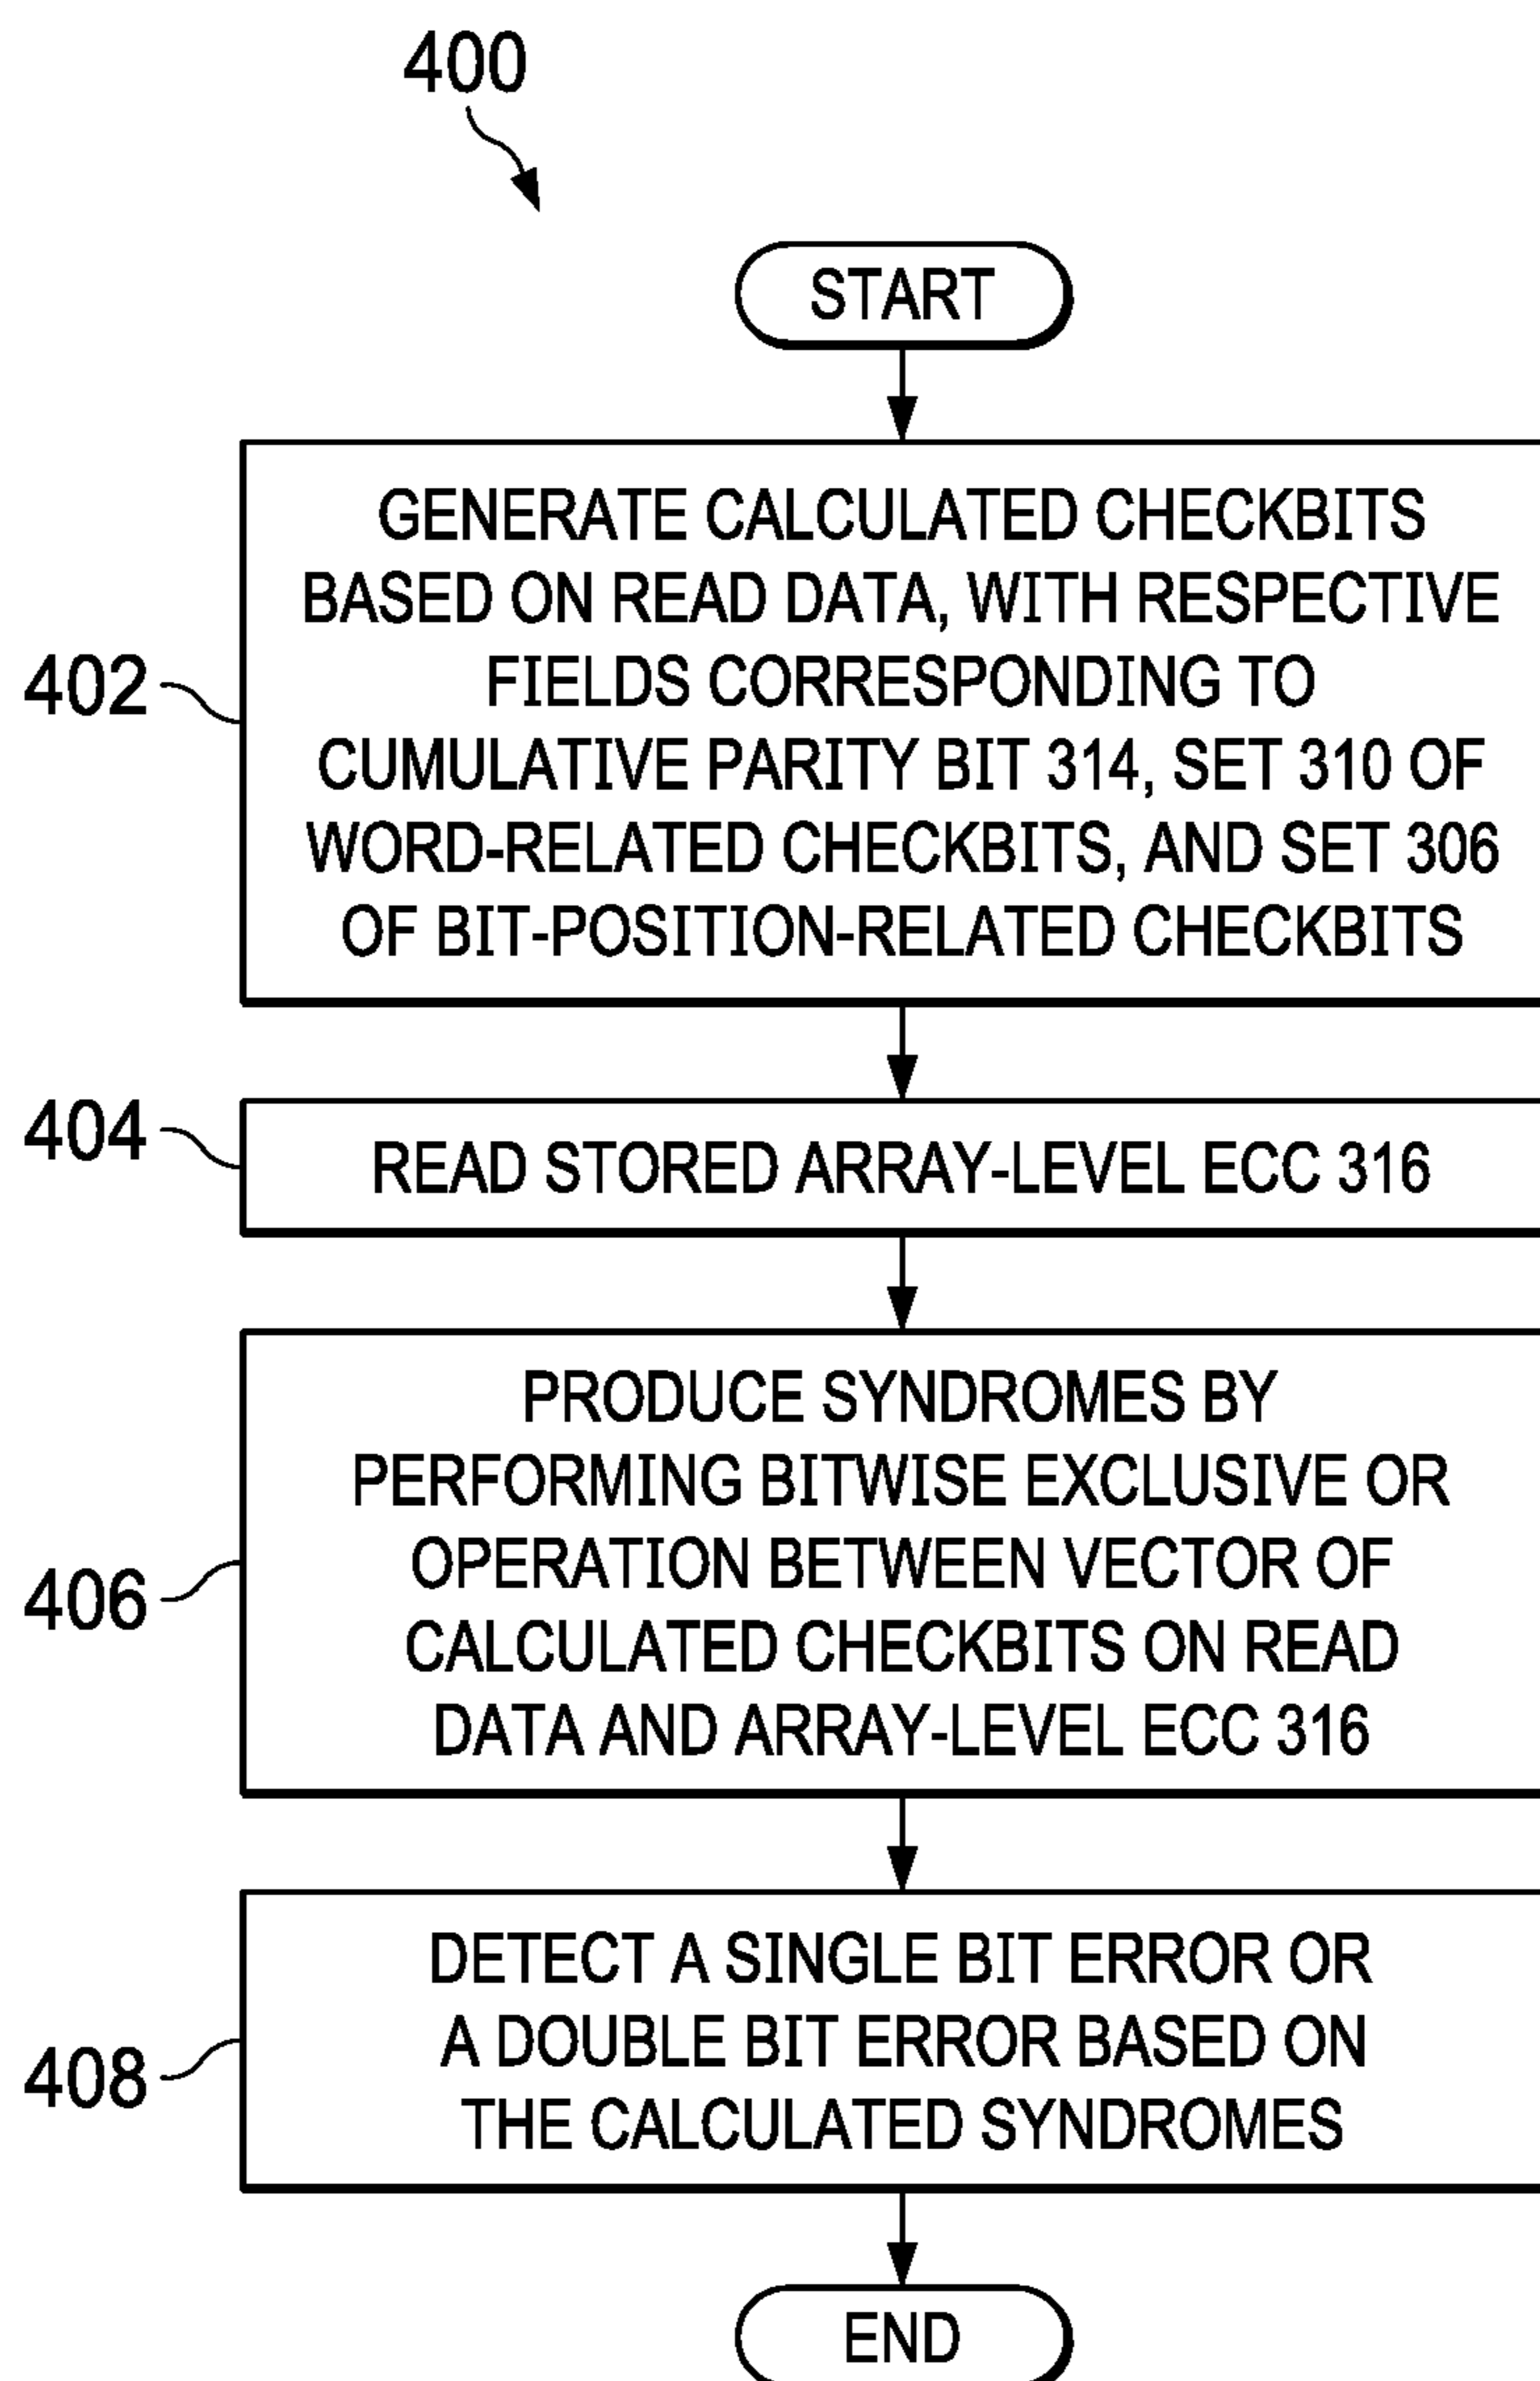 400
START
GENERATE CALCULATED CHECKBITS
BASED ON READ DATA, WITH RESPECTIVE
FIELDS CORRESPONDING TO
CUMULATIVE PARITY BIT 314, SET 310 OF
WORD-RELATED CHECKBITS, AND SET 306
OF BIT-POSITION-RELATED CHECKBITS
402
404
READ STORED ARRAY-LEVEL ECC 316
PRODUCE SYNDROMES BY
PERFORMING BITWISE EXCLUSIVE OR
OPERATION BETWEEN VECTOR OF
CALCULATED CHECKBITS ON READ
DATA AND ARRAY-LEVEL ECC 316
406
DETECT A SINGLE BIT ERROR OR
A DOUBLE BIT ERROR BASED ON
THE CALCULATED SYNDROMES
408
END